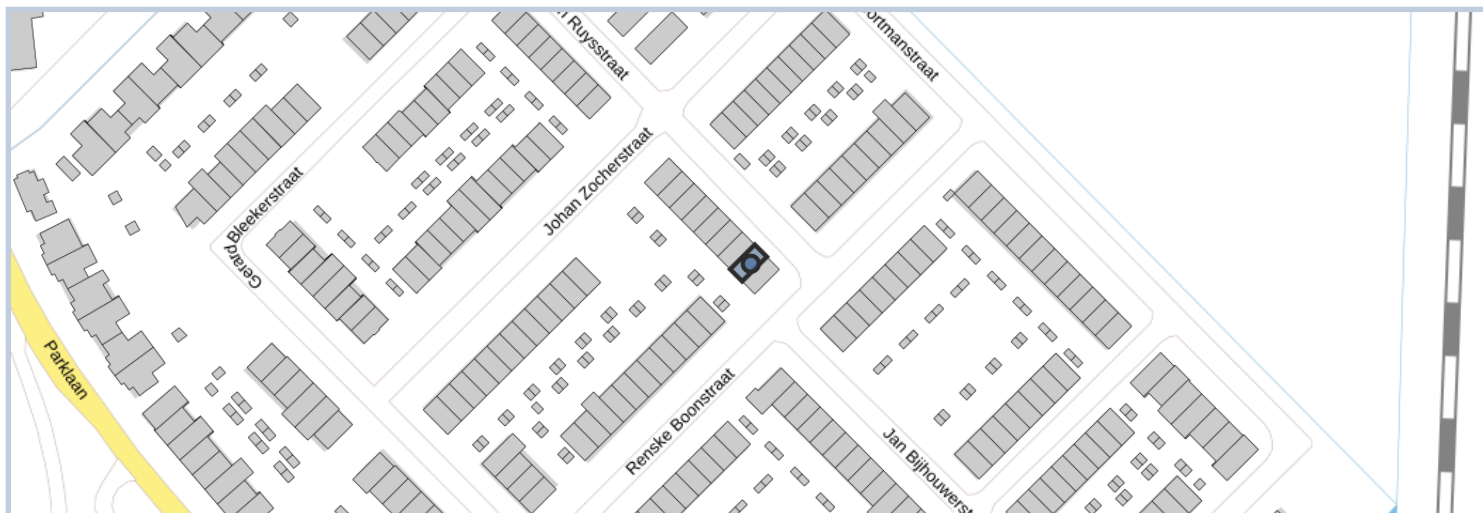 Ruysstraat
ortmanstraat
Johan Zocherstraat
Gerard Bleekerstraat
Parklaan
Renske Boonstraat
Jan Bijhouwerst